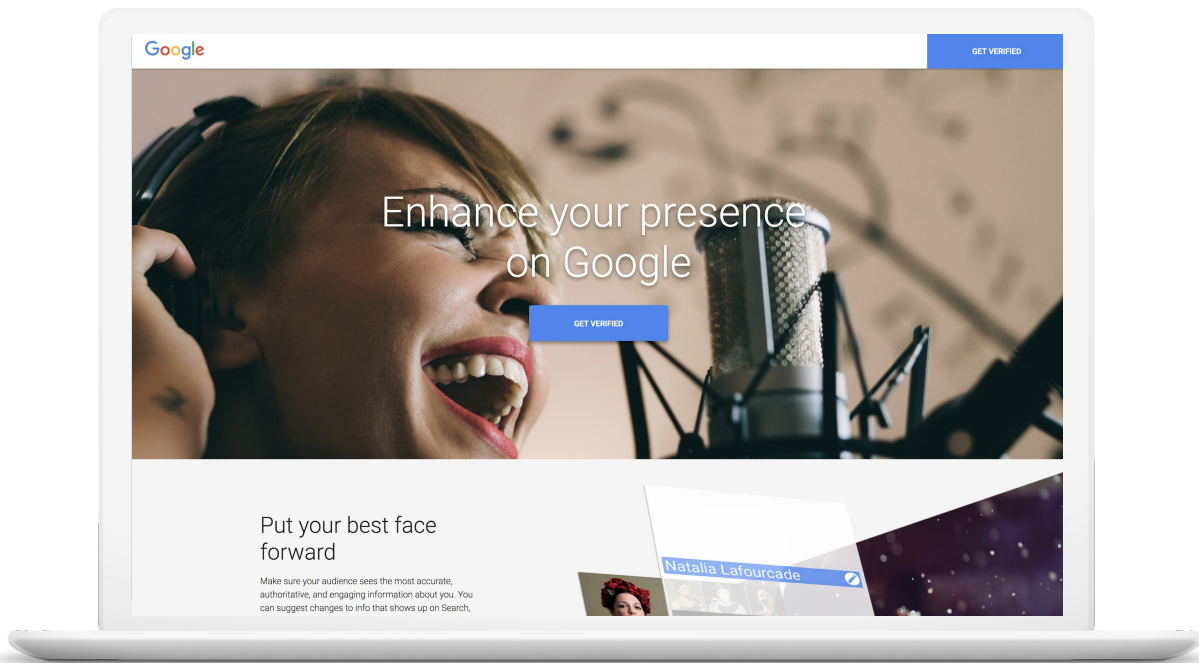 Google
GET VERIFIED
Enhance your presence
on Google
GET VERIFIED
Put your best face
forward
Make sure your audience sees the most accurate,
authoritative, and engaging information about you. You
can suggest changes to info that shows up on Search,
Natalia Lafourcade